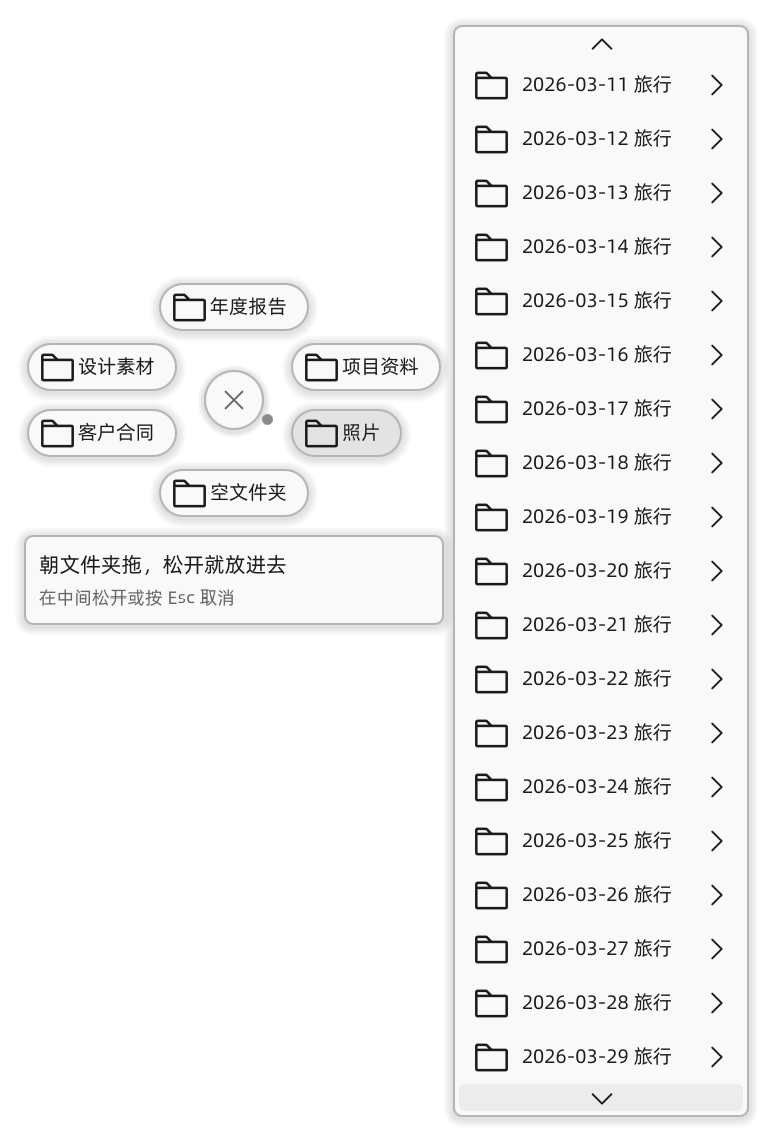 年度报告
设计素材
项目资料
客户合同
照片
空文件夹
朝文件夹拖，松开就放进去
在中间松开或按 Esc 取消
2026-03-11 旅行
2026-03-12 旅行
2026-03-13 旅行
2026-03-14 旅行
2026-03-15 旅行
2026-03-16 旅行
2026-03-17 旅行
2026-03-18 旅行
2026-03-19 旅行
2026-03-20 旅行
2026-03-21 旅行
2026-03-22 旅行
2026-03-23 旅行
2026-03-24 旅行
2026-03-25 旅行
2026-03-26 旅行
2026-03-27 旅行
2026-03-28 旅行
2026-03-29 旅行